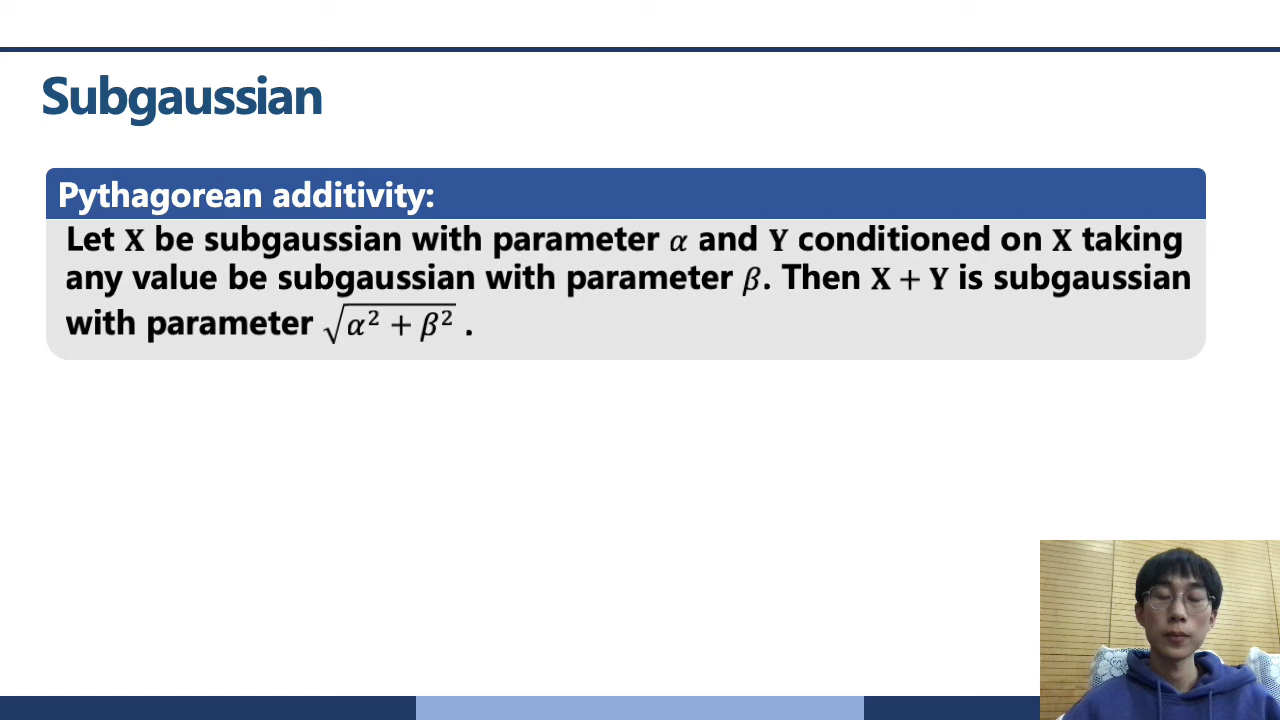 Subgaussian
Pythagorean additivity:
Let X be subgaussian with parameter α and Y conditioned on X taking
any value be subgaussian with parameter β. Then X + Y is subgaussian
with parameter √(α² + β²) .